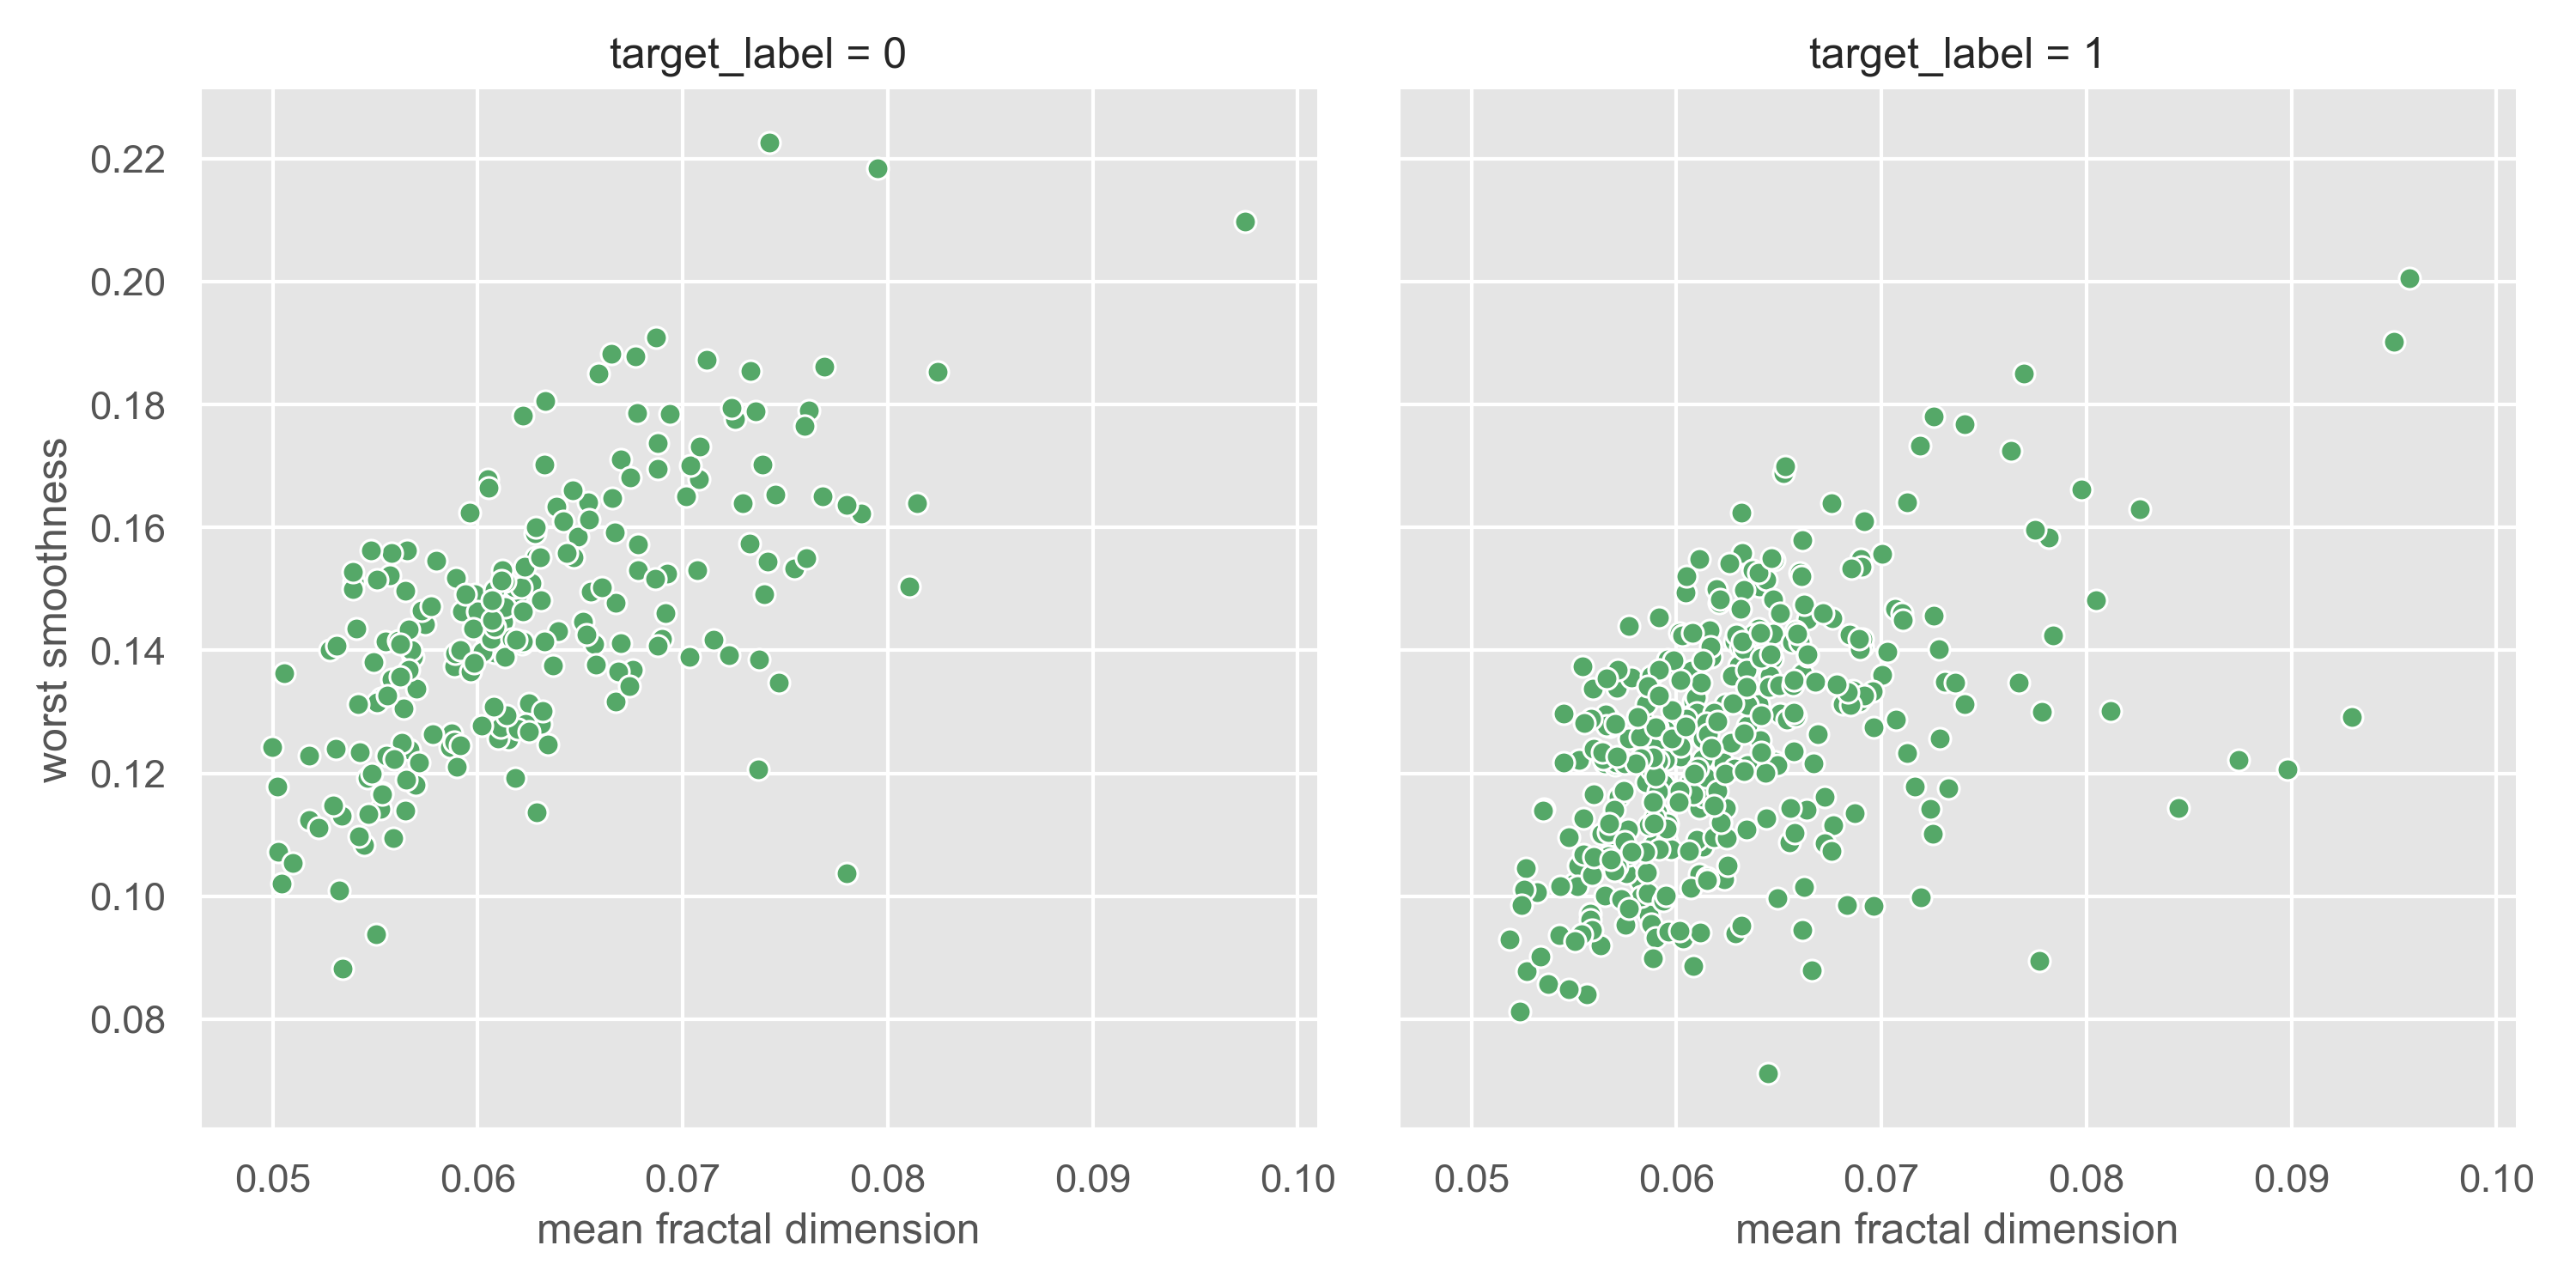 target_label = 0
target_label = 1
0.22
0.20
0.18
0.16
0.14
0.12
0.10
0.08
worst smoothness
0.05 0.06 0.07 0.08 0.09 0.10
0.05 0.06 0.07 0.08 0.09 0.10
mean fractal dimension
mean fractal dimension